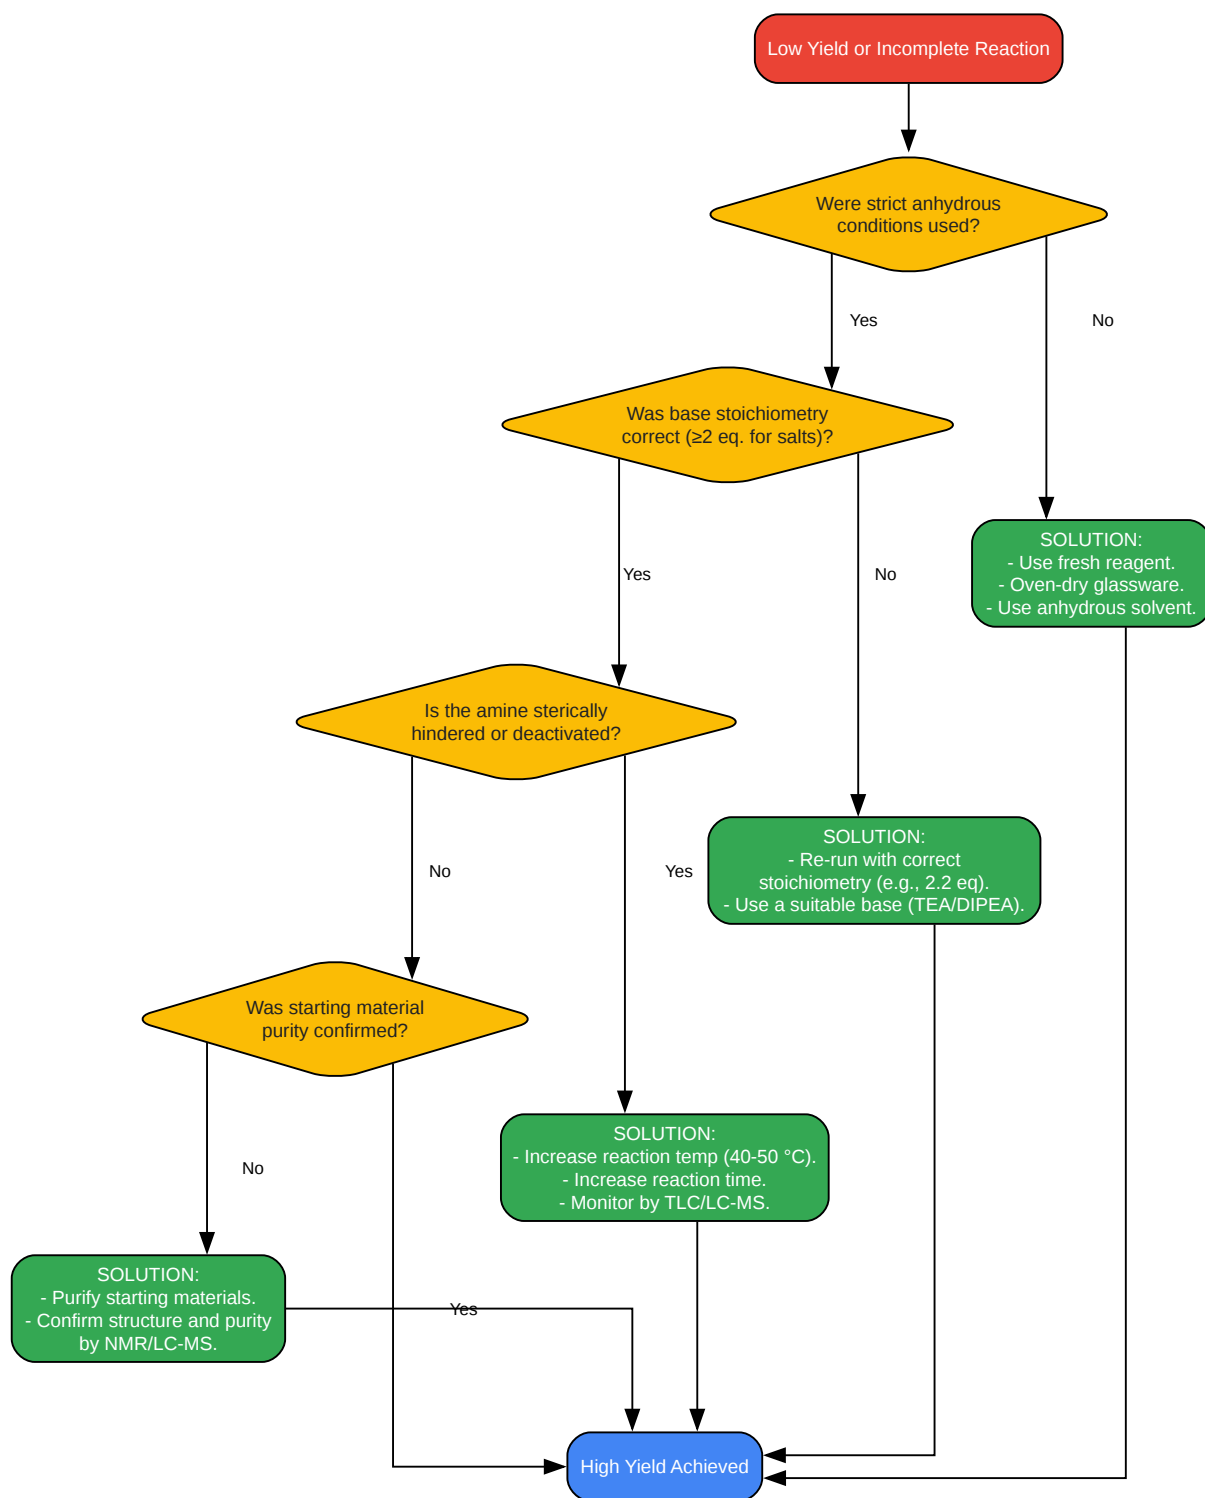 Low Yield or Incomplete Reaction
Were strict anhydrous
conditions used?
Yes
No
Was base stoichiometry
correct (≥2 eq. for salts)?
Yes
No
SOLUTION:
- Use fresh reagent.
- Oven-dry glassware.
- Use anhydrous solvent.
Is the amine sterically
hindered or deactivated?
No
Yes
SOLUTION:
- Re-run with correct
stoichiometry (e.g., 2.2 eq).
- Use a suitable base (TEA/DIPEA).
Was starting material
purity confirmed?
No
SOLUTION:
- Increase reaction temp (40-50 °C).
- Increase reaction time.
- Monitor by TLC/LC-MS.
SOLUTION:
- Purify starting materials.
- Confirm structure and purity
by NMR/LC-MS.
Yes
High Yield Achieved